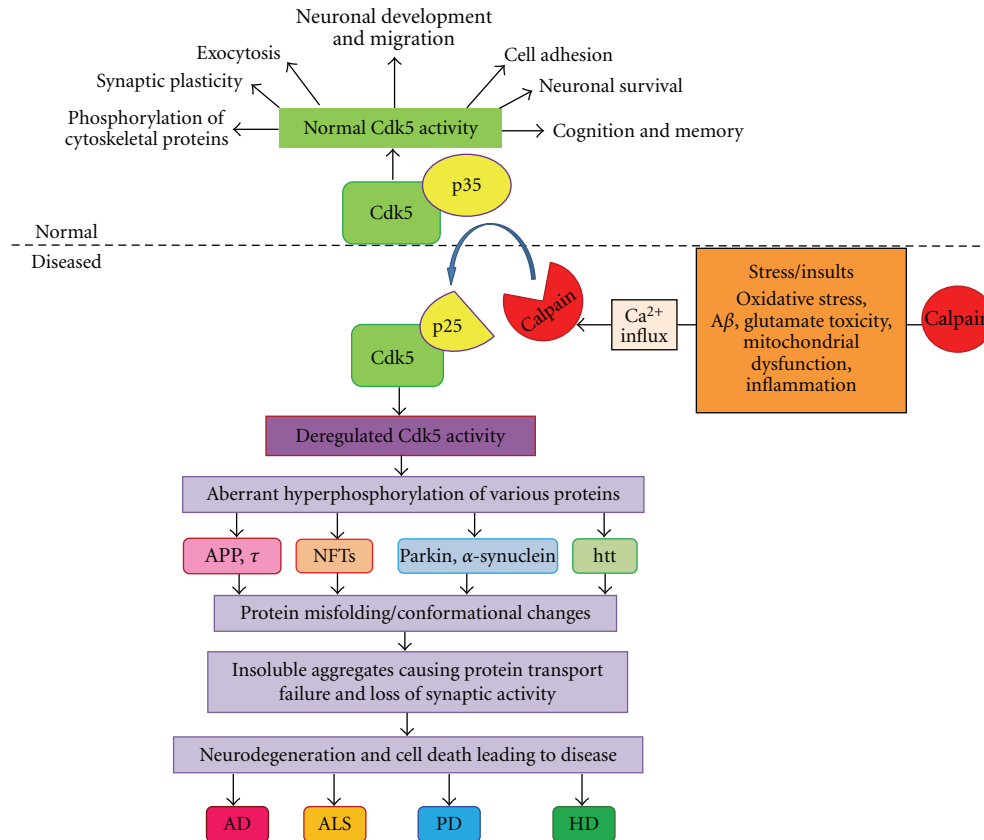 Neuronal development
and migration
Exocytosis
Cell adhesion
Synaptic plasticity
Neuronal survival
Phosphorylation of
cytoskeletal proteins
Normal Cdk5 activity
Cognition and memory
p35
Cdk5
Normal
Diseased
Stress/insults
Oxidative stress,
Aβ, glutamate toxicity,
mitochondrial
dysfunction,
inflammation
Calpain
Ca²⁺
influx
Calpain
p25
Cdk5
Deregulated Cdk5 activity
Aberrant hyperphosphorylation of various proteins
APP, τ
NFTs
Parkin, α-synuclein
htt
Protein misfolding/conformational changes
Insoluble aggregates causing protein transport
failure and loss of synaptic activity
Neurodegeneration and cell death leading to disease
AD
ALS
PD
HD